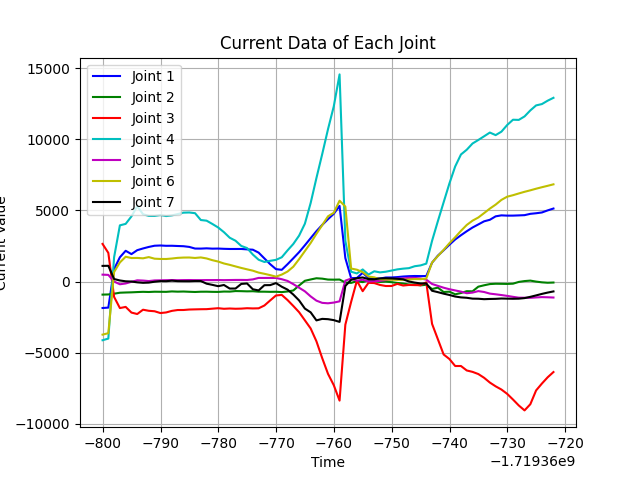 Current Data of Each Joint
15000
10000
5000
0
−5000
−10000
Joint 1
Joint 2
Joint 3
Joint 4
Joint 5
Joint 6
Joint 7
−800 −790 −780 −770 −760 −750 −740 −730 −720
Time
−1.71936e9
Current Value